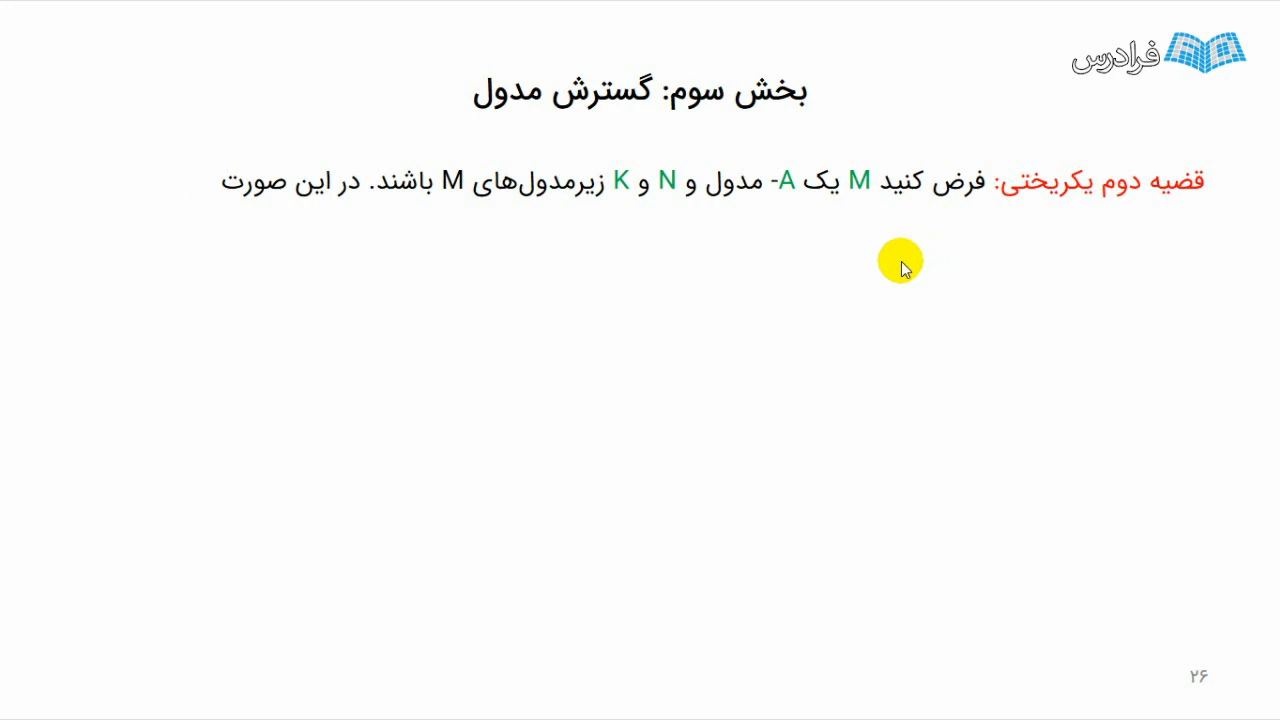 فرادرس
بخش سوم: گسترش مدول
قضیه دوم یکریختی: فرض کنید M یک A- مدول و N و K زیرمدول‌های M باشند. در این صورت
۲۶